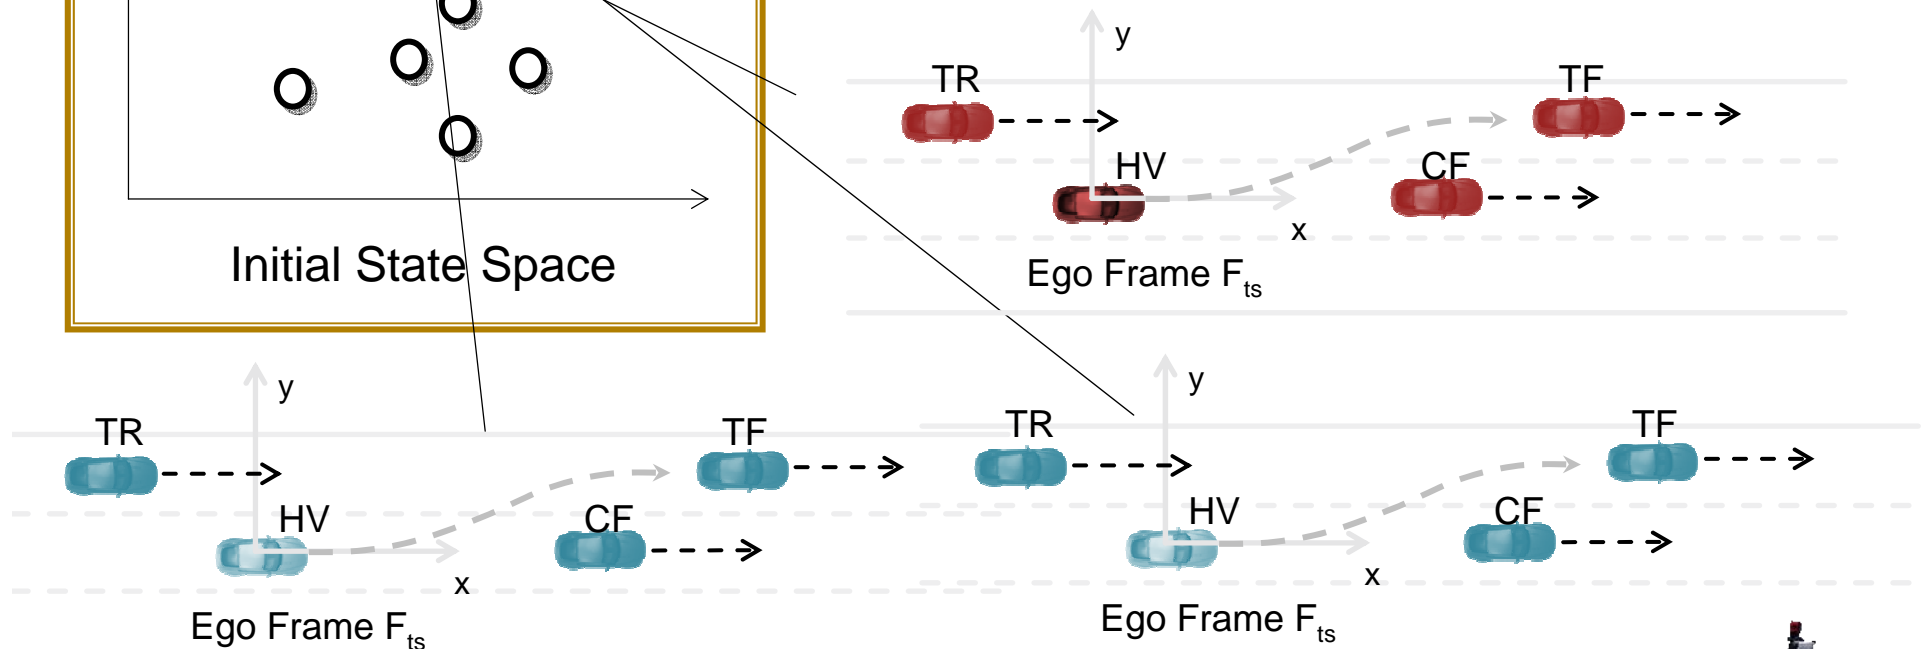 y
TR
TF
HV
CF
x
Ego Frame Fts
Initial State Space
y
TR
TF
HV
CF
x
Ego Frame Fts
y
TR
TF
HV
CF
x
Ego Frame Fts